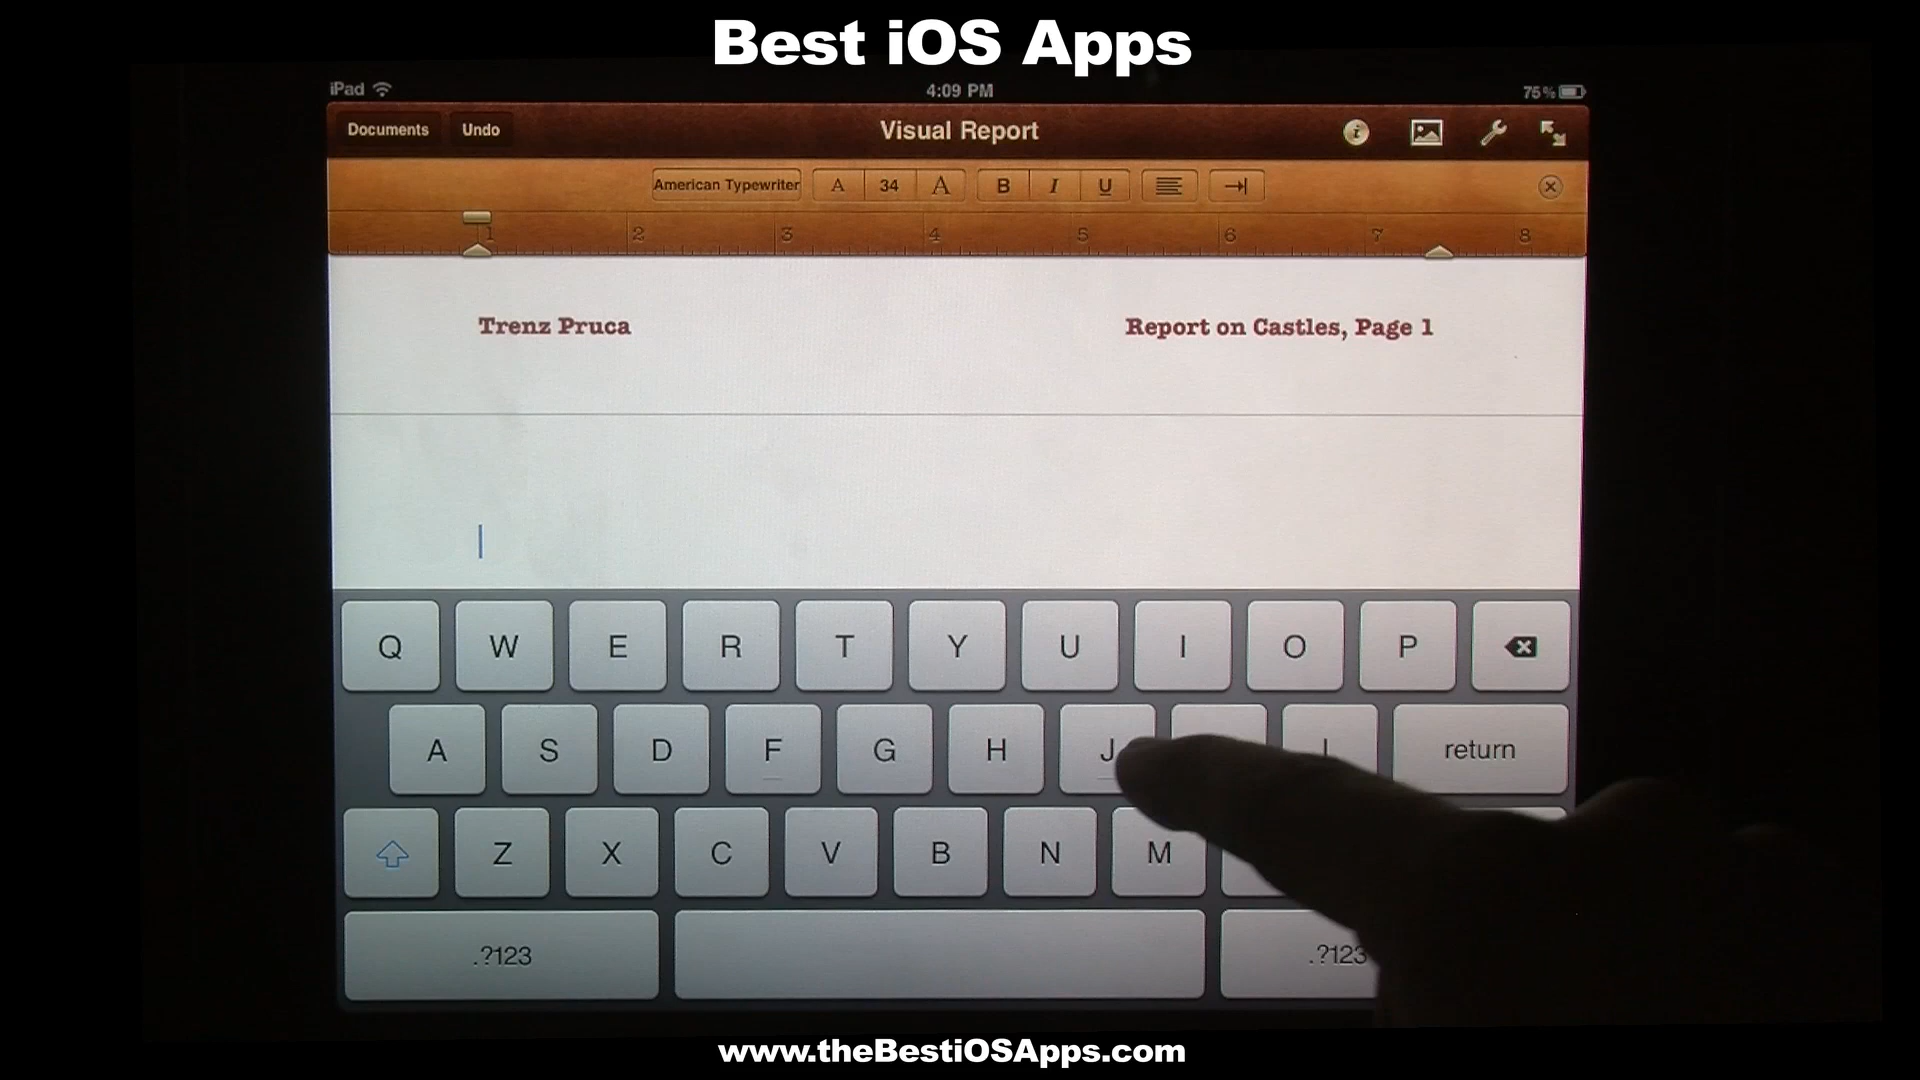 Best iOS Apps
iPad 4:09 PM 75%
Documents Undo Visual Report
American Typewriter A 34 A B I U
1 2 3 4 5 6 7 8
Trenz Pruca Report on Castles, Page 1
Q W E R T Y U I O P
A S D F G H J L return
Z X C V B N M
.?123 .?123
www.theBestiOSApps.com